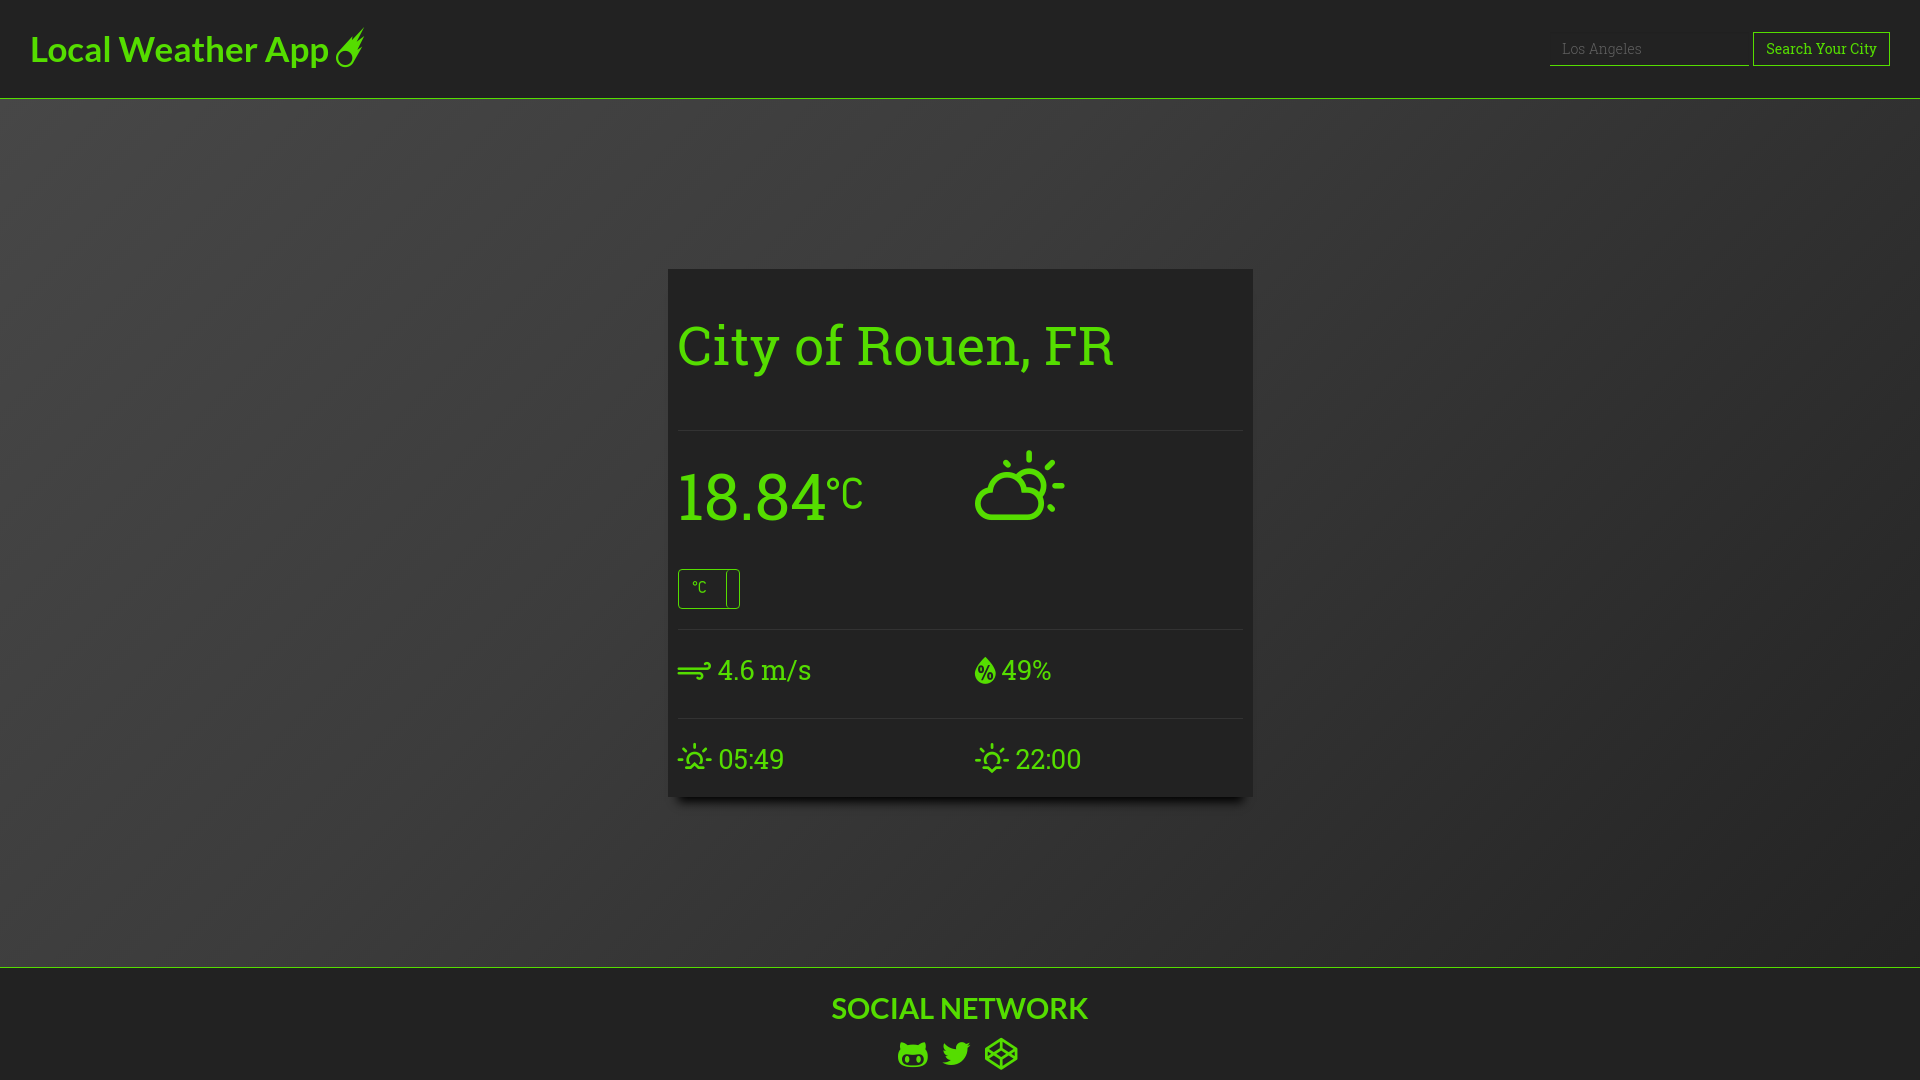 Local Weather App
Los Angeles
Search Your City
City of Rouen, FR
18.84°C
°C
4.6 m/s
% 49%
05:49
22:00
SOCIAL NETWORK